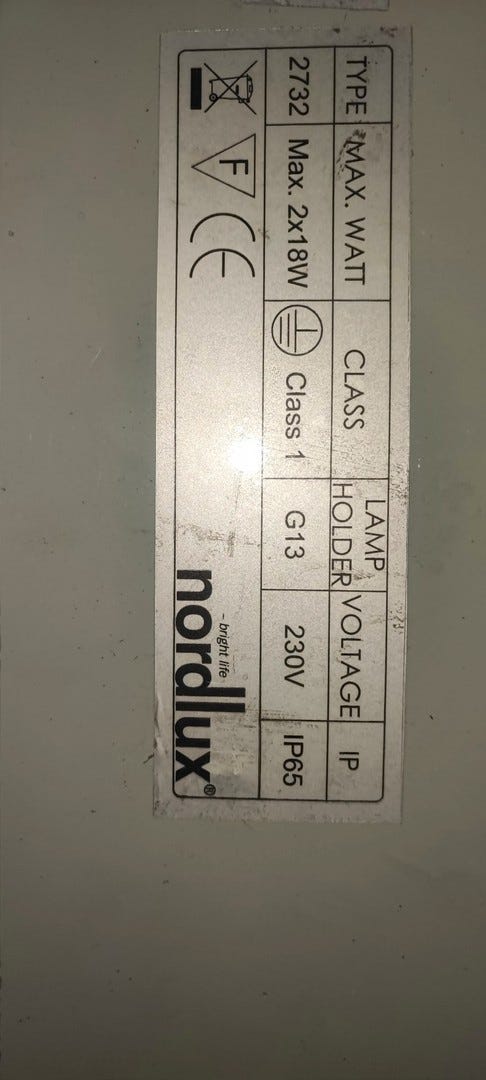 TYPE MAX. WATT CLASS LAMP HOLDER VOLTAGE IP
2732 Max. 2x18W Class 1 G13 230V IP65
F CE
- bright life
nordlux®